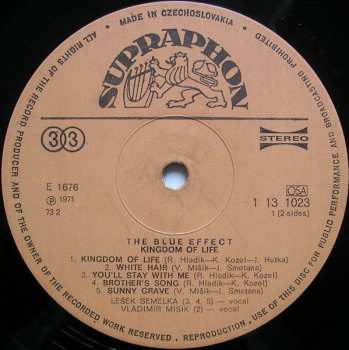 MADE IN CZECHOSLOVAKIA
ALL RIGHTS OF THE RECORD PRODUCER AND OF THE OWNER OF THE RECORDED WORK RESERVED. REPRODUCTION, USE OF THIS DISC FOR PUBLIC PERFORMANCE AND BROADCASTING PROHIBITED
SUPRAPHON
33
STEREO
E 1676
Ⓟ 1971
73 2
OSA
1 13 1023
1 (2 sides)
THE BLUE EFFECT
KINGDOM OF LIFE
1. KINGDOM OF LIFE (R. Hladík—K. Kozel—J. Hutka)
2. WHITE HAIR (V. Mišík—J. Smetana)
3. YOU'LL STAY WITH ME (R. Hladík—K. Kozel)
4. BROTHER'S SONG (R. Hladík—K. Kozel)
5. SUNNY GRAVE (V. Mišík—J. Smetana)
LEŠEK SEMELKA (3, 4, 5) — vocal
VLADIMÍR MIŠÍK (2) — vocal